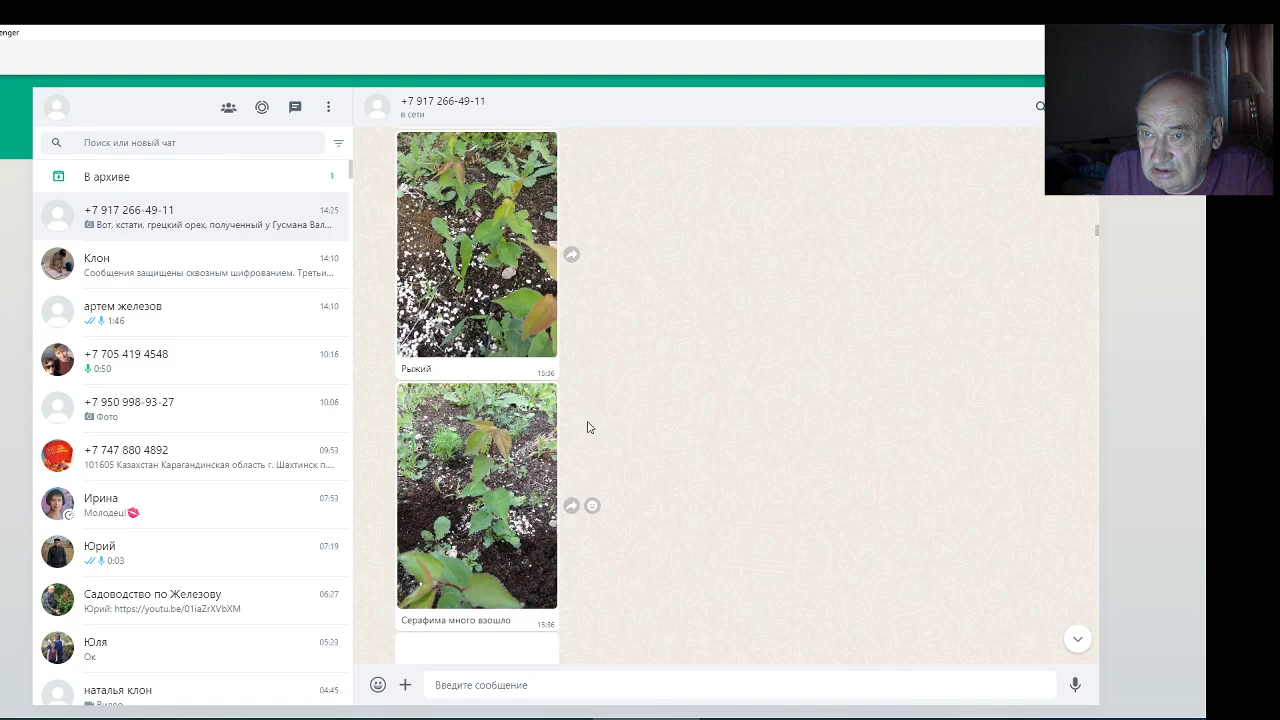 enger
Поиск или новый чат
В архиве
1
+7 917 266-49-11
14:25
Вот, кстати, грецкий орех, полученный у Гусмана Вал...
Клон
14:10
Сообщения защищены сквозным шифрованием. Третьи...
артем железов
14:10
1:46
+7 705 419 4548
10:16
0:50
+7 950 998-93-27
10:06
Фото
+7 747 880 4892
09:53
101605 Казахстан Карагандинская область г. Шахтинск п....
Ирина
07:53
Молодец!💋
Юрий
07:19
0:03
Садоводство по Железову
06:27
Юрий: https://youtu.be/01iaZrXVbXM
Юля
05:23
Ок
наталья клон
04:45
Видео
+7 917 266-49-11
в сети
Рыжий
15:36
Серафима много взошло
15:36
Введите сообщение